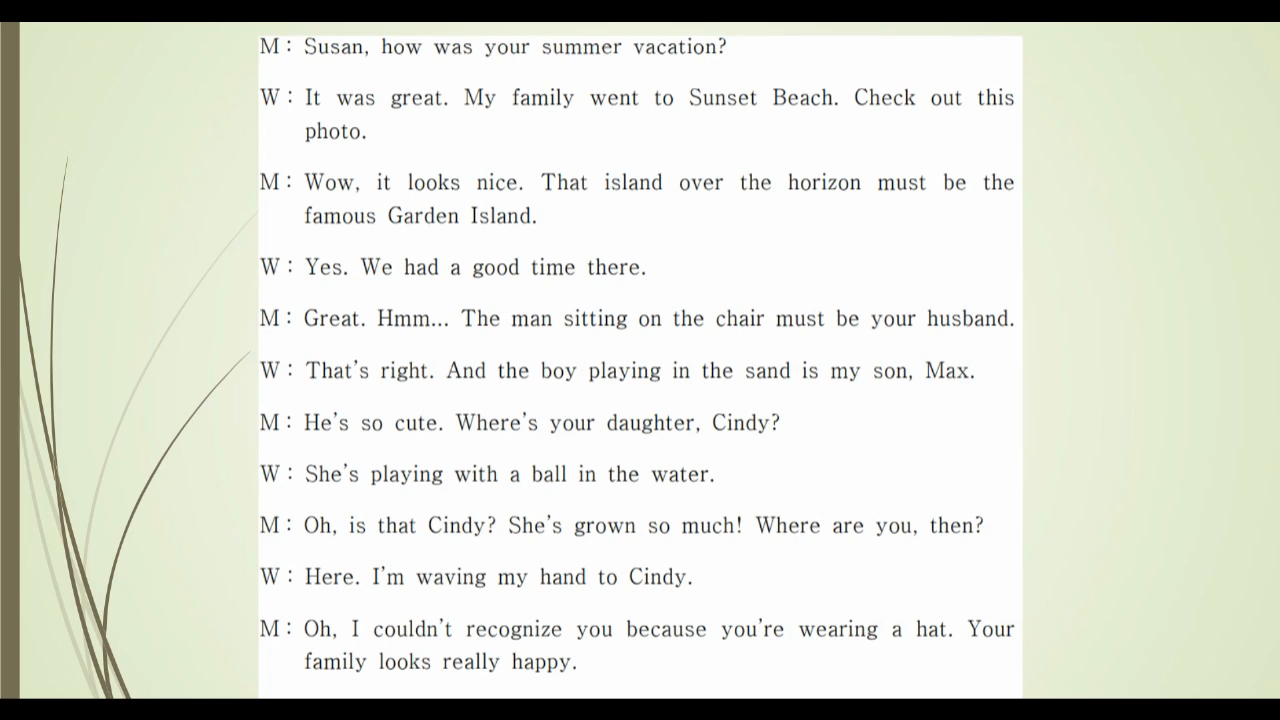 M : Susan, how was your summer vacation?
W : It was great. My family went to Sunset Beach. Check out this
photo.
M : Wow, it looks nice. That island over the horizon must be the
famous Garden Island.
W : Yes. We had a good time there.
M : Great. Hmm... The man sitting on the chair must be your husband.
W : That's right. And the boy playing in the sand is my son, Max.
M : He's so cute. Where's your daughter, Cindy?
W : She's playing with a ball in the water.
M : Oh, is that Cindy? She's grown so much! Where are you, then?
W : Here. I'm waving my hand to Cindy.
M : Oh, I couldn't recognize you because you're wearing a hat. Your
family looks really happy.